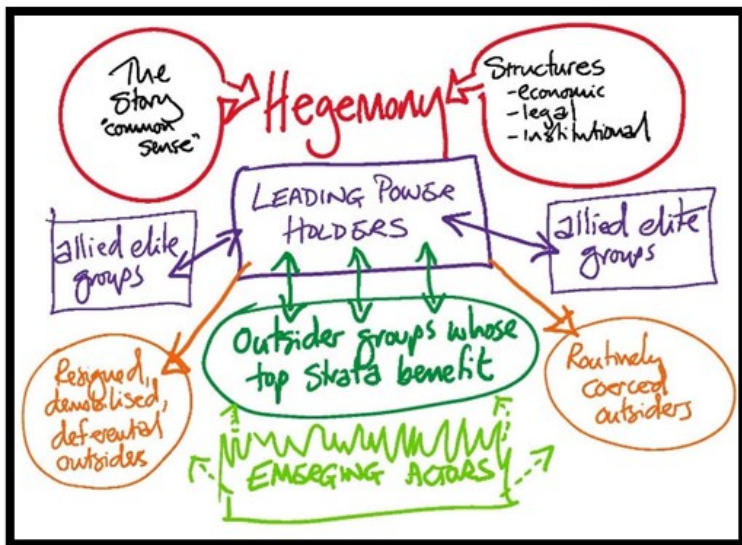 The
Story
"common
sense"
Hegemony
Structures
-economic
-legal
-institutional
LEADING POWER
HOLDERS
allied elite
groups
allied elite
groups
Outsider groups whose
top strata benefit
Resigned,
demobilised,
deferential
outsides
Routinely
coerced
outsiders
EMERGING ACTORS